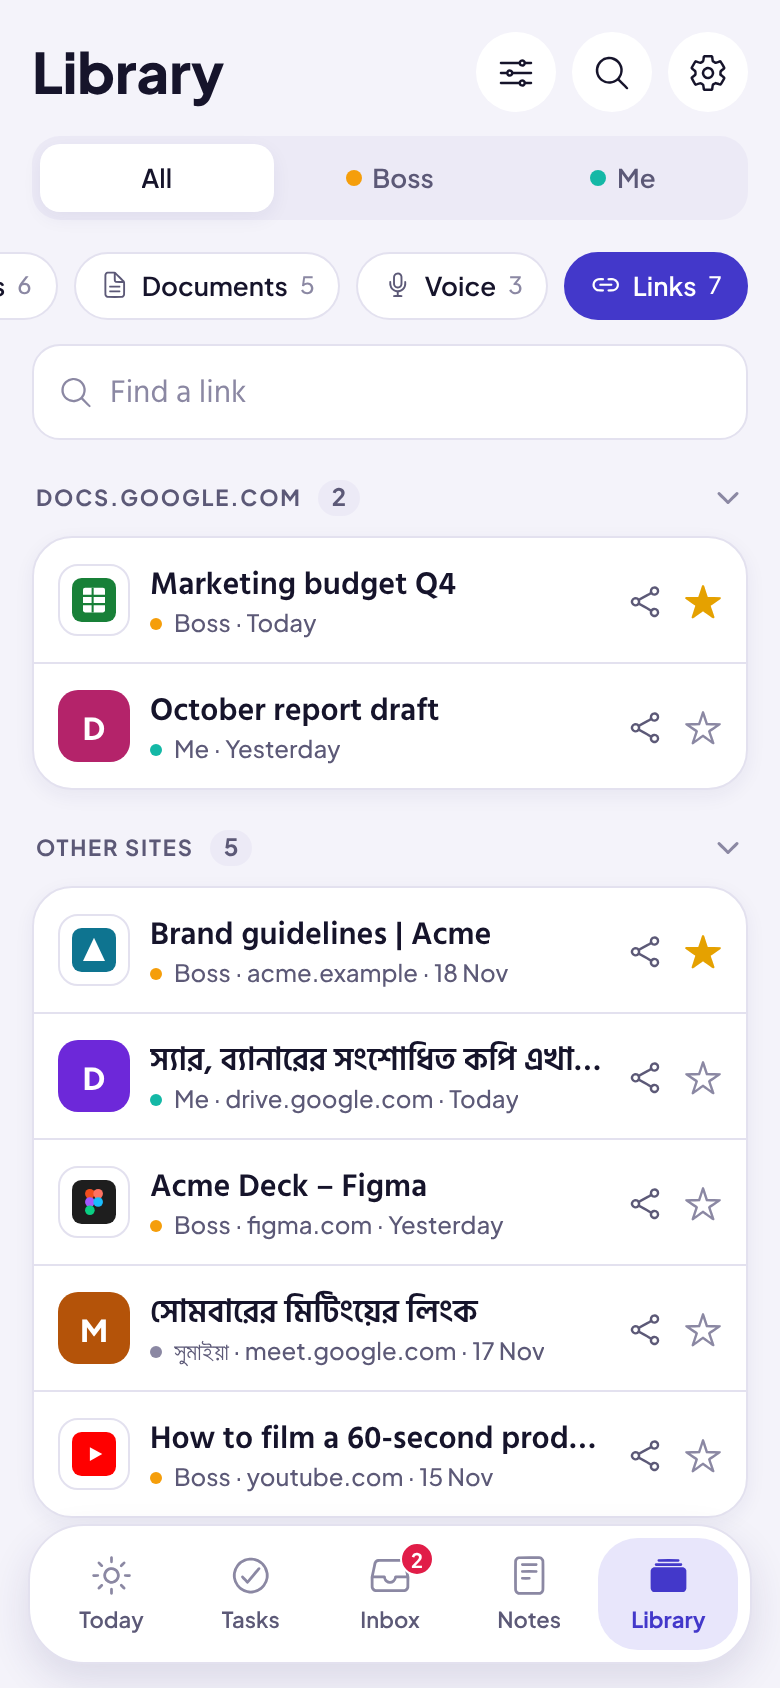 Library
All
Boss
Me
s 6
Documents 5
Voice 3
Links 7
Find a link
DOCS.GOOGLE.COM 2
Marketing budget Q4
Boss · Today
D
October report draft
Me · Yesterday
OTHER SITES 5
Brand guidelines | Acme
Boss · acme.example · 18 Nov
D
স্যার, ব্যানারের সংশোধিত কপি এখা...
Me · drive.google.com · Today
Acme Deck – Figma
Boss · figma.com · Yesterday
M
সোমবারের মিটিংয়ের লিংক
সুমাইয়া · meet.google.com · 17 Nov
How to film a 60-second prod...
Boss · youtube.com · 15 Nov
2
Today
Tasks
Inbox
Notes
Library